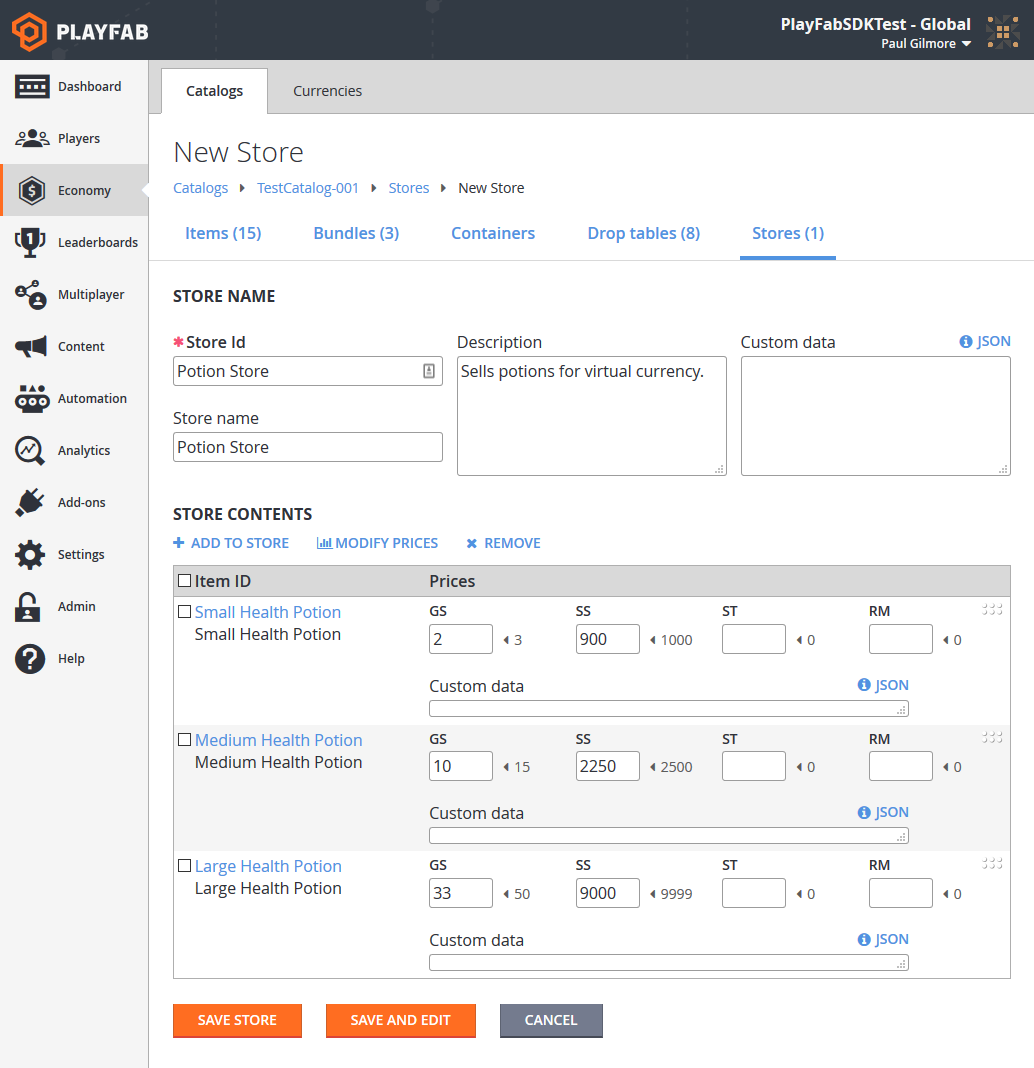 PLAYFAB
PlayFabSDKTest - Global
Paul Gilmore
Dashboard
Players
Economy
Leaderboards
Multiplayer
Content
Automation
Analytics
Add-ons
Settings
Admin
Help
Catalogs Currencies
New Store
Catalogs TestCatalog-001 Stores New Store
Items (15) Bundles (3) Containers Drop tables (8) Stores (1)
STORE NAME
*Store Id
Potion Store
Store name
Potion Store
Description
Sells potions for virtual currency.
Custom data JSON
STORE CONTENTS
ADD TO STORE MODIFY PRICES REMOVE
Item ID Prices
Small Health Potion GS SS ST RM
Small Health Potion 2 3 900 1000 0 0
Custom data JSON
Medium Health Potion GS SS ST RM
Medium Health Potion 10 15 2250 2500 0 0
Custom data JSON
Large Health Potion GS SS ST RM
Large Health Potion 33 50 9000 9999 0 0
Custom data JSON
SAVE STORE SAVE AND EDIT CANCEL